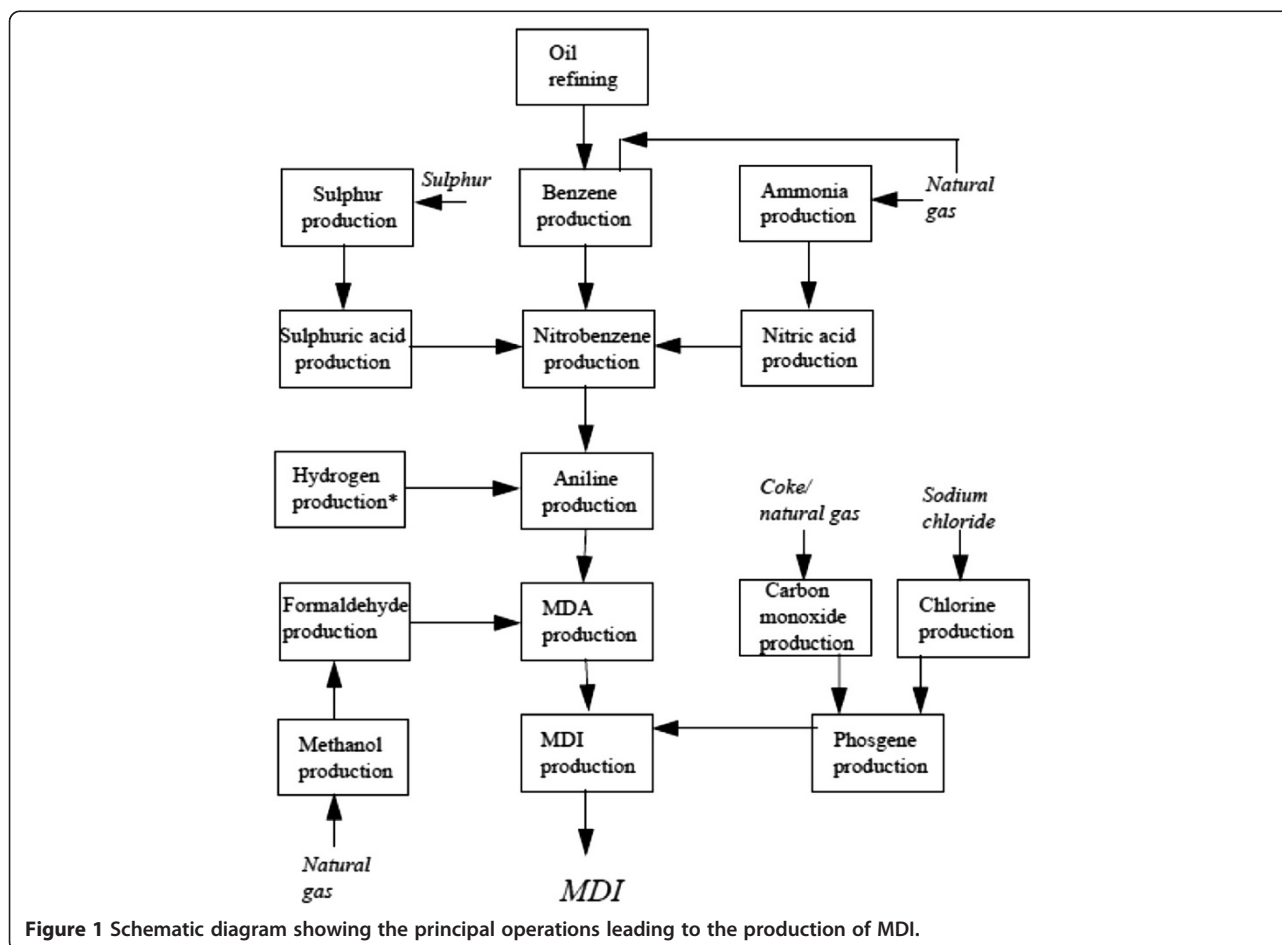 Oil
refining
Sulphur
production
Sulphur
Benzene
production
Ammonia
production
Natural
gas
Sulphuric acid
production
Nitrobenzene
production
Nitric acid
production
Hydrogen
production*
Aniline
production
Coke/
natural gas
Sodium
chloride
Formaldehyde
production
MDA
production
Carbon
monoxide
production
Chlorine
production
Methanol
production
MDI
production
Phosgene
production
Natural
gas
MDI
Figure 1 Schematic diagram showing the principal operations leading to the production of MDI.